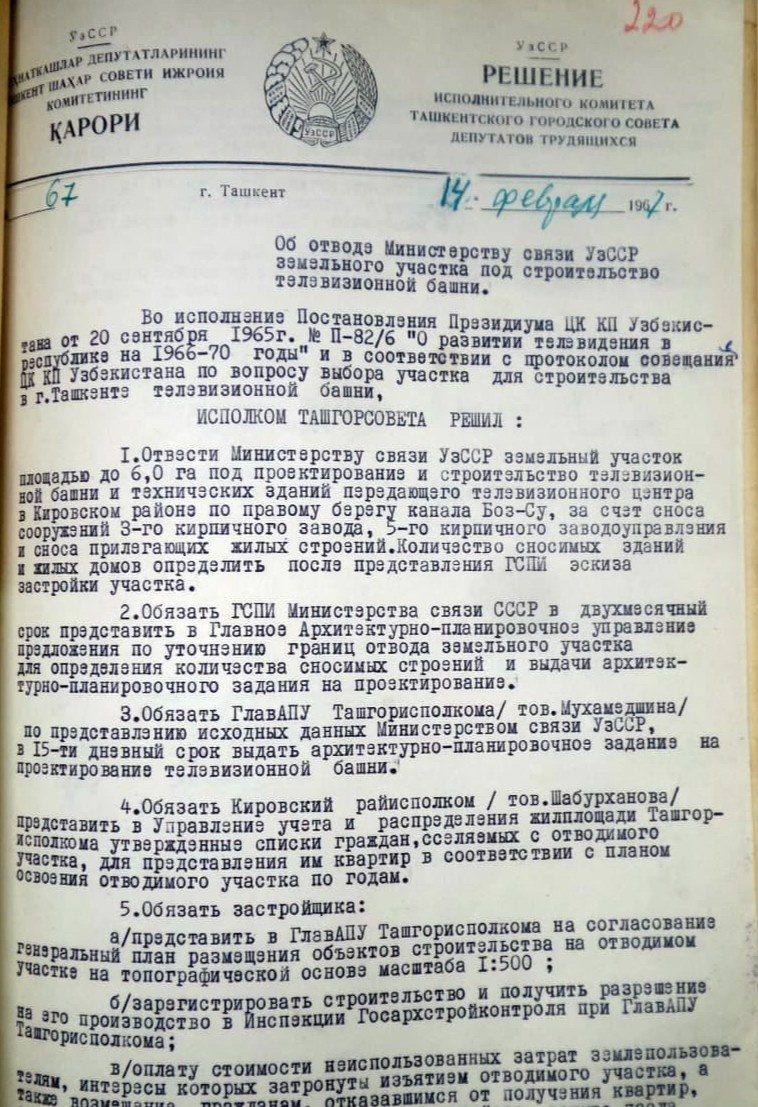 220
УзССР
ҲНАТКАШЛАР ДЕПУТАТЛАРИНИНГ
ШКЕНТ ШАҲАР СОВЕТИ ИЖРОИЯ
КОМИТЕТИНИНГ
ҚАРОРИ
УзССР
УзССР
РЕШЕНИЕ
ИСПОЛНИТЕЛЬНОГО КОМИТЕТА
ТАШКЕНТСКОГО ГОРОДСКОГО СОВЕТА
ДЕПУТАТОВ ТРУДЯЩИХСЯ
67 г. Ташкент 14. февраля 1967 г.
Об отводе Министерству связи УзССР
земельного участка под строительство
телевизионной башни.
Во исполнение Постановления Президиума ЦК КП Узбекис-
тана от 20 сентября 1965г. № П-82/6 "О развитии телевидения в
республике на 1966-70 годы" и в соответствии с протоколом совещания в
ЦК КП Узбекистана по вопросу выбора участка для строительства
в г.Ташкенте телевизионной башни,
ИСПОЛКОМ ТАШГОРСОВЕТА РЕШИЛ :
1.Отвести Министерству связи УзССР земельный участок
площадью до 6,0 га под проектирование и строительство телевизион-
ной башни и технических зданий передающего телевизионного центра
в Кировском районе по правому берегу канала Боз-Су, за счет сноса
сооружений 3-го кирпичного завода, 5-го кирпичного заводоуправления
и сноса прилегающих жилых строений.Количество сносимых зданий
и жилых домов определить после представления ГСПИ эскиза
застройки участка.
2.Обязать ГСПИ Министерства связи СССР в двухмесячный
срок представить в Главное Архитектурно-планировочное управление
предложения по уточнению границ отвода земельного участка
для определения количества сносимых строений и выдачи архитек-
турно-планировочного задания на проектирование.
3.Обязать ГлавАПУ Ташгорисполкома/ тов.Мухамедшина/
по представлению исходных данных Министерством связи УзССР,
в 15-ти дневный срок выдать архитектурно-планировочное задание на
проектирование телевизионной башни.
4.Обязать Кировский райисполком / тов.Шабурханова/
представить в Управление учета и распределения жилплощади Ташгор-
исполкома утвержденные списки граждан,сселяемых с отводимого
участка, для представления им квартир в соответствии с планом
освоения отводимого участка по годам.
5.Обязать застройщика:
а/представить в ГлавАПУ Ташгорисполкома на согласование
генеральный план размещения объектов строительства на отводимом
участке на топографической основе масштаба 1:500 ;
б/зарегистрировать строительство и получить разрешение
на его производство в Инспекции Госархстройконтроля при ГлавАПУ
Ташгорисполкома;
в/оплату стоимости неиспользованных затрат землепользова-
телям, интересы которых затронуты изъятием отводимого участка, а
также возмещение гражданам, отказавшимся от получения квартир,